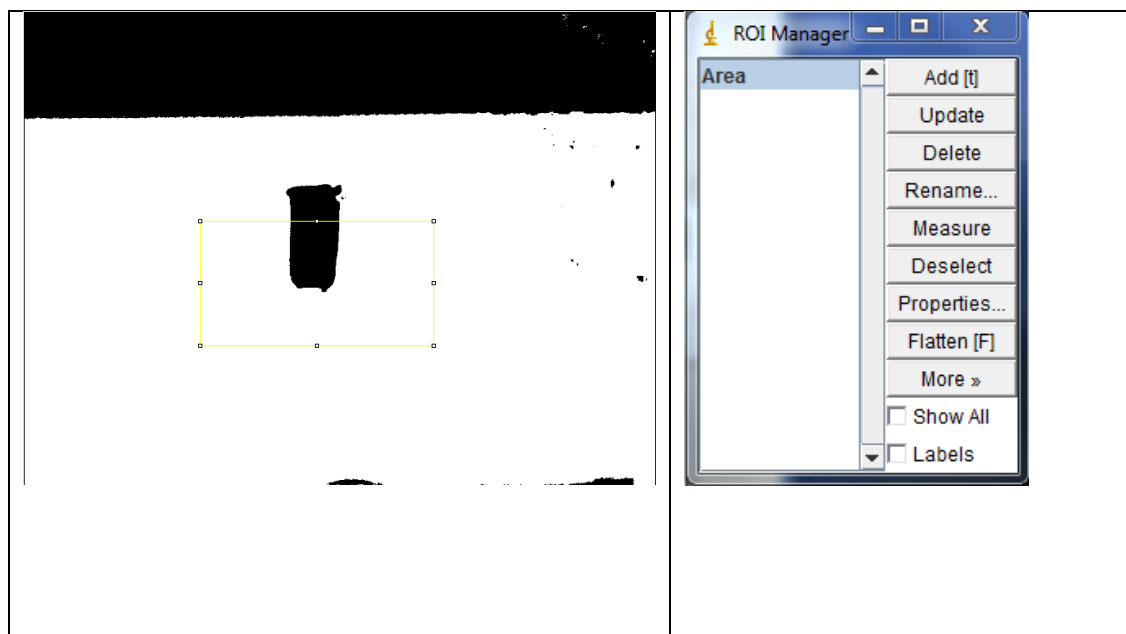 ROI Manager
Area
Add [t]
Update
Delete
Rename...
Measure
Deselect
Properties...
Flatten [F]
More »
Show All
Labels